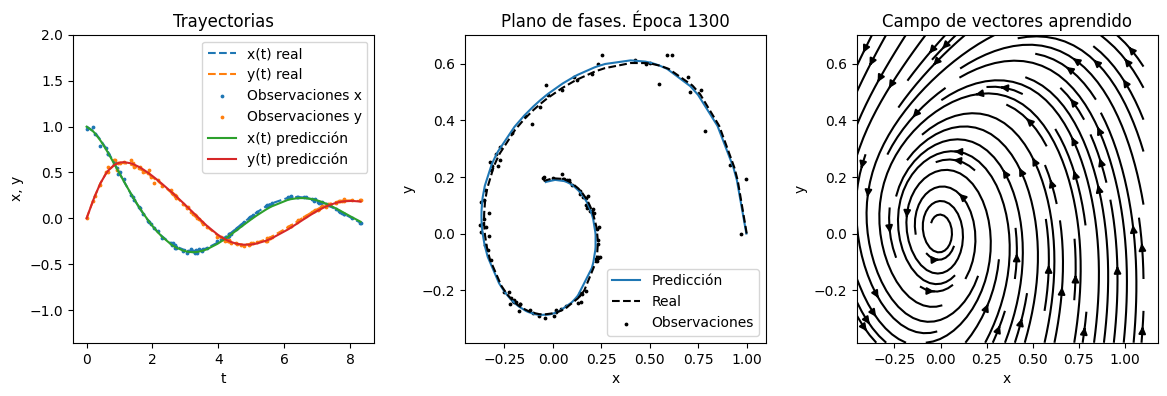 Trayectorias
2.0
1.5
1.0
0.5
0.0
−0.5
−1.0
x, y
0
2
4
6
8
t
x(t) real
y(t) real
Observaciones x
Observaciones y
x(t) predicción
y(t) predicción
Plano de fases. Época 1300
0.6
0.4
0.2
0.0
−0.2
y
−0.25
0.00
0.25
0.50
0.75
1.00
x
Predicción
Real
Observaciones
Campo de vectores aprendido
0.6
0.4
0.2
0.0
−0.2
y
−0.25
0.00
0.25
0.50
0.75
1.00
x